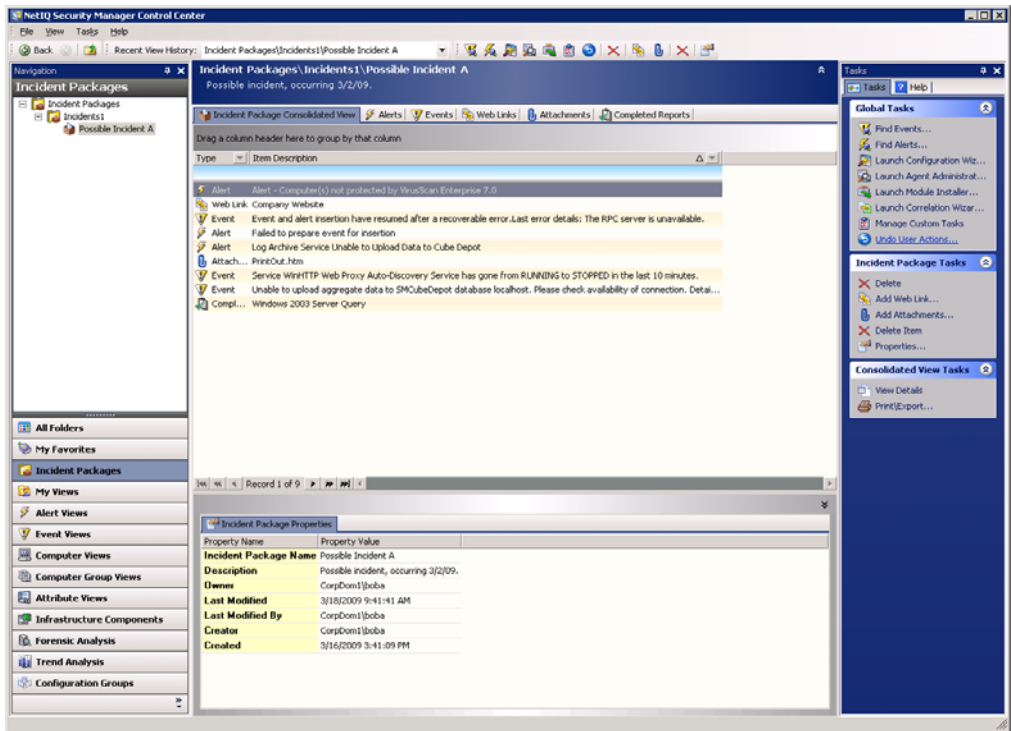 NetIQ Security Manager Control Center
File View Tasks Help
Back Recent View History: Incident Packages\Incidents1\Possible Incident A
Navigation
Incident Packages
Incident Packages
Incidents1
Possible Incident A
All Folders
My Favorites
Incident Packages
My Views
Alert Views
Event Views
Computer Views
Computer Group Views
Attribute Views
Infrastructure Components
Forensic Analysis
Trend Analysis
Configuration Groups
Incident Packages\Incidents1\Possible Incident A
Possible incident, occurring 3/2/09.
Incident Package Consolidated View Alerts Events Web Links Attachments Completed Reports
Drag a column header here to group by that column
Type Item Description
Alert Alert - Computer(s) not protected by VirusScan Enterprise 7.0
Web Link Company Website
Event Event and alert insertion have resumed after a recoverable error.Last error details: The RPC server is unavailable.
Alert Failed to prepare event for insertion
Alert Log Archive Service Unable to Upload Data to Cube Depot
Attach... PrintOut.htm
Event Service WinHTTP Web Proxy Auto-Discovery Service has gone from RUNNING to STOPPED in the last 10 minutes.
Event Unable to upload aggregate data to SMCubeDepot database localhost. Please check availability of connection. Detai...
Compl... Windows 2003 Server Query
Record 1 of 9
Incident Package Properties
Property Name Property Value
Incident Package Name Possible Incident A
Description Possible incident, occurring 3/2/09.
Owner CorpDom1\boba
Last Modified 3/18/2009 9:41:41 AM
Last Modified By CorpDom1\boba
Creator CorpDom1\boba
Created 3/16/2009 3:41:09 PM
Tasks
Tasks Help
Global Tasks
Find Events...
Find Alerts...
Launch Configuration Wiz...
Launch Agent Administrat...
Launch Module Installer...
Launch Correlation Wizar...
Manage Custom Tasks
Undo User Actions...
Incident Package Tasks
Delete
Add Web Link...
Add Attachments...
Delete Item
Properties...
Consolidated View Tasks
View Details
Print\Export...